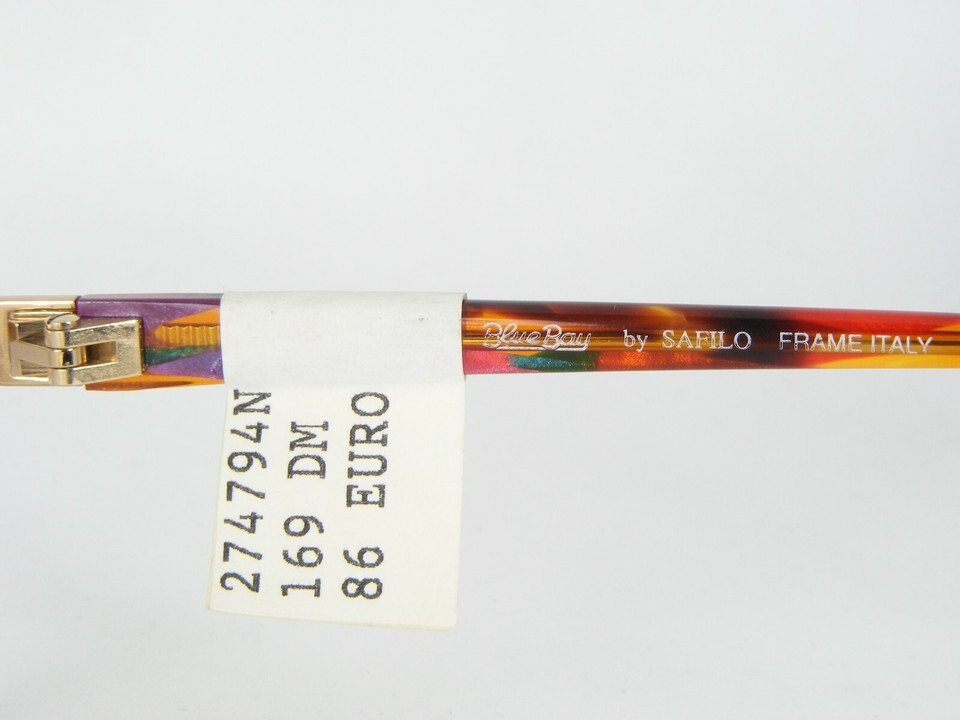 Blue Bay by SAFILO FRAME ITALY
274794N
169 DM
86 EURO